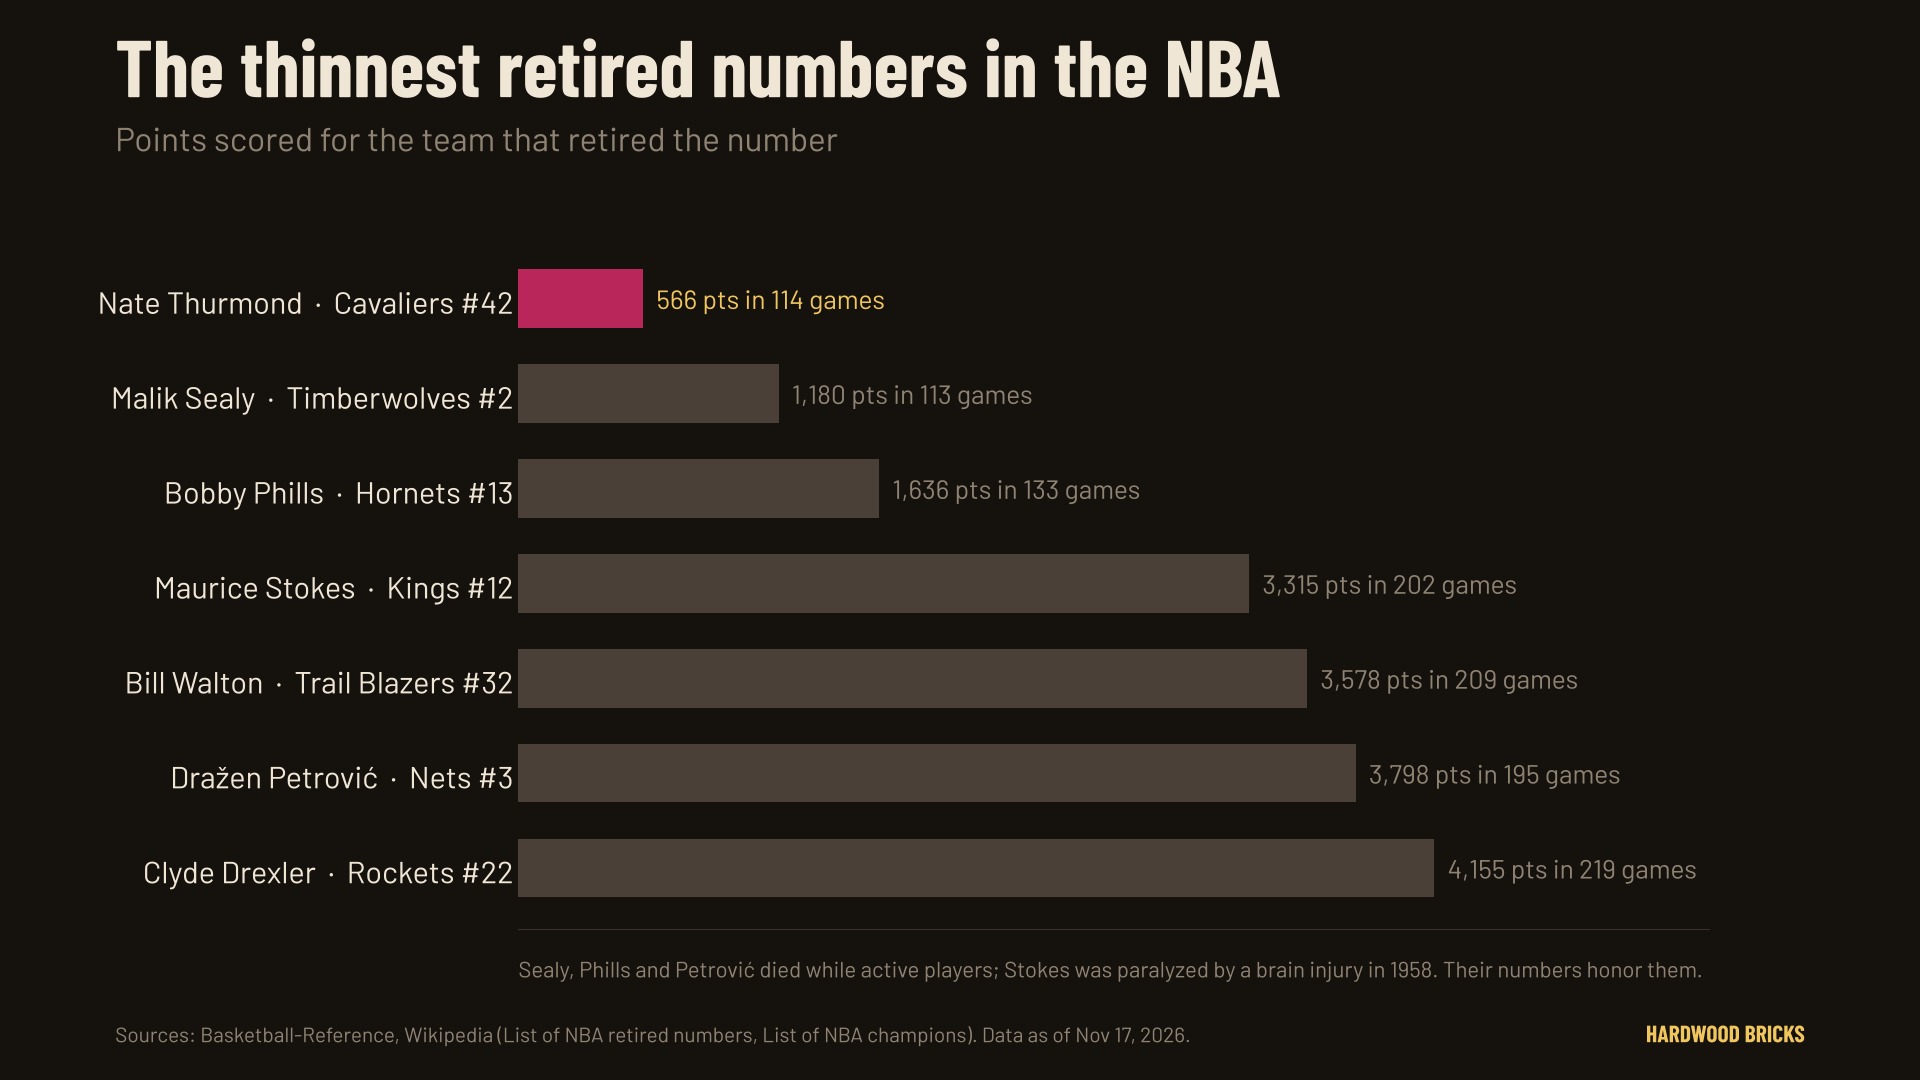 The thinnest retired numbers in the NBA
Points scored for the team that retired the number
Nate Thurmond · Cavaliers #42
566 pts in 114 games
Malik Sealy · Timberwolves #2
1,180 pts in 113 games
Bobby Phills · Hornets #13
1,636 pts in 133 games
Maurice Stokes · Kings #12
3,315 pts in 202 games
Bill Walton · Trail Blazers #32
3,578 pts in 209 games
Dražen Petrović · Nets #3
3,798 pts in 195 games
Clyde Drexler · Rockets #22
4,155 pts in 219 games
Sealy, Phills and Petrović died while active players; Stokes was paralyzed by a brain injury in 1958. Their numbers honor them.
Sources: Basketball-Reference, Wikipedia (List of NBA retired numbers, List of NBA champions). Data as of Nov 17, 2026.
HARDWOOD BRICKS